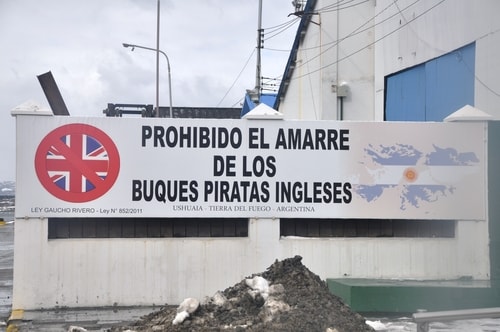 PROHIBIDO EL AMARRE
DE LOS
BUQUES PIRATAS INGLESES
USHUAIA - TIERRA DEL FUEGO - ARGENTINA
LEY GAUCHO RIVERO - Ley N° 852/2011